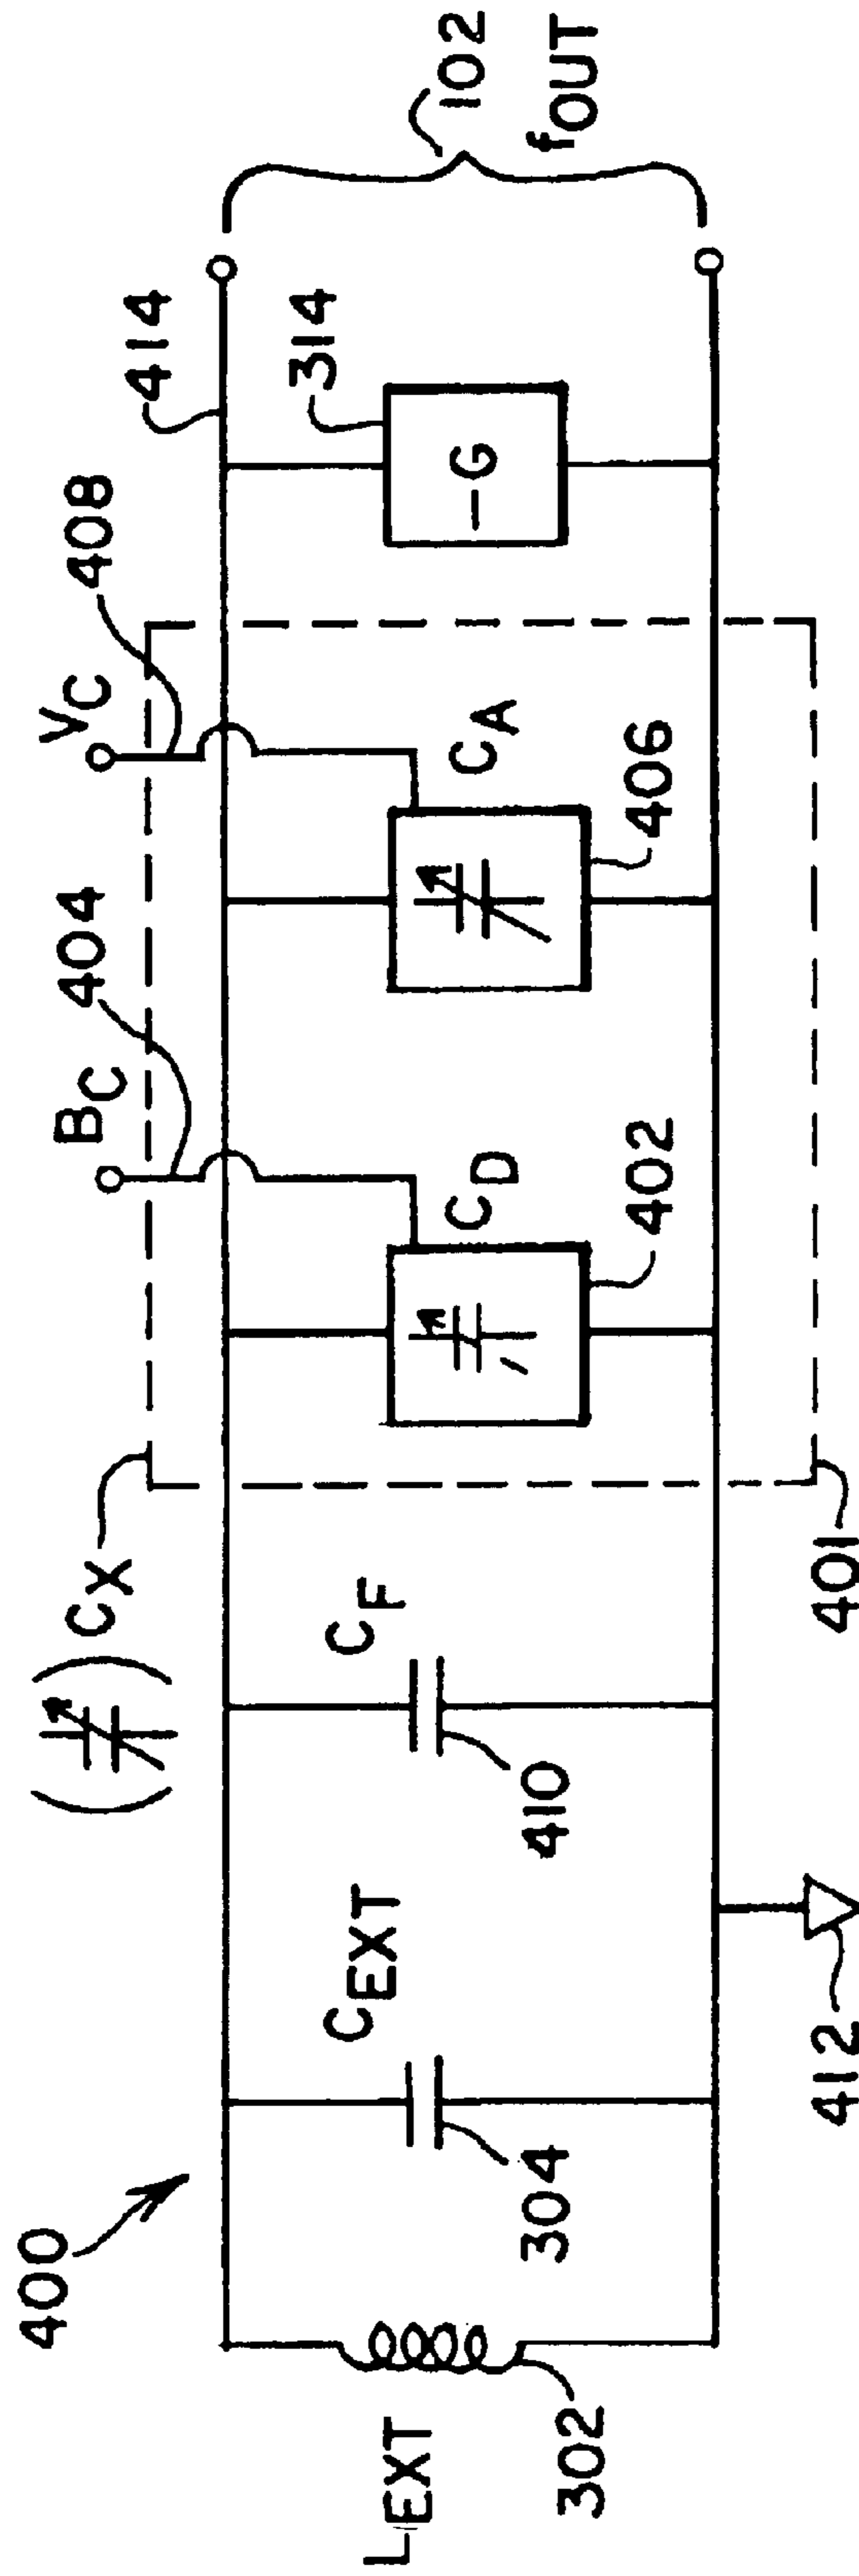 400
L_EXT
302
C_EXT
304
412
C_F
410
C_X
401
B_C
404
C_D
402
V_C
408
C_A
406
414
314
-G
102
f_OUT